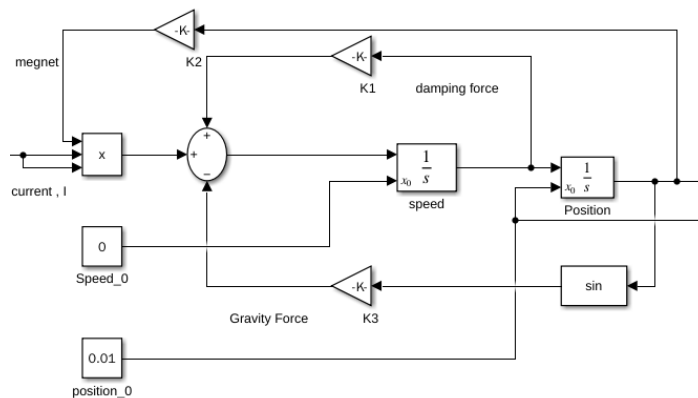 -K-
K2
megnet
-K-
K1
damping force
x
+
+
−
current , I
1
s
x0
speed
1
s
x0
Position
0
Speed_0
sin
-K-
K3
Gravity Force
0.01
position_0